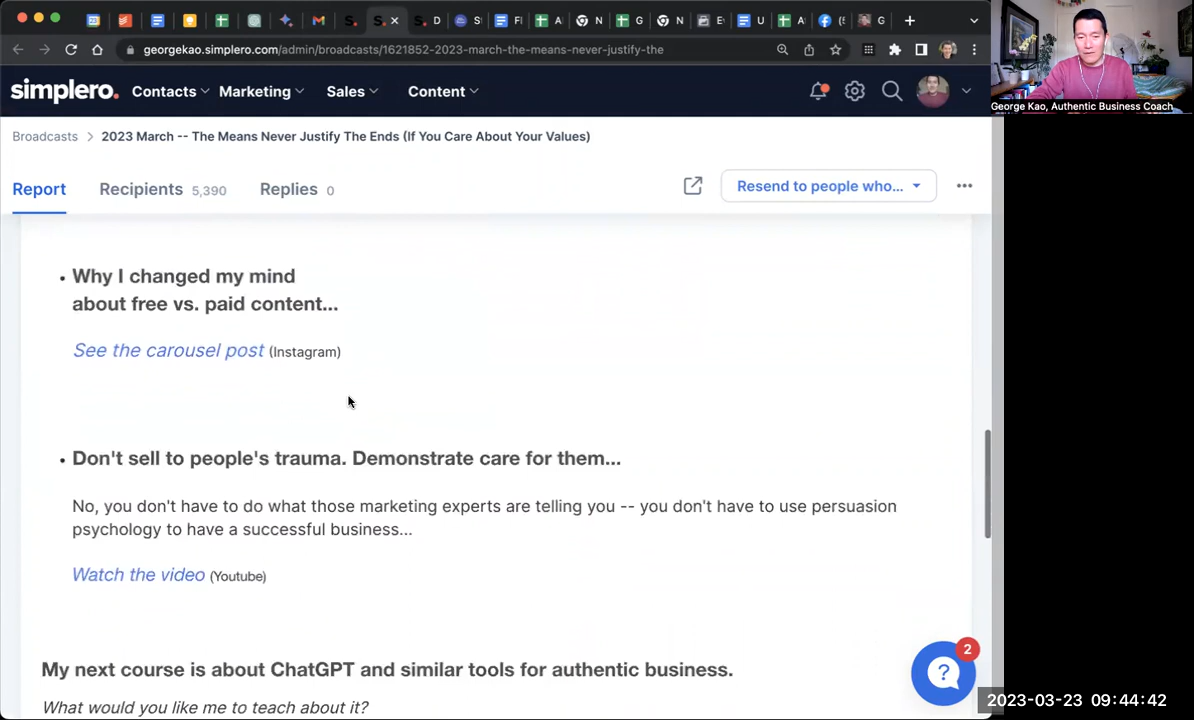 georgekao.simplero.com/admin/broadcasts/1621852-2023-march-the-means-never-justify-the
simplero.
Contacts
Marketing
Sales
Content
George Kao, Authentic Business Coach
Broadcasts
2023 March -- The Means Never Justify The Ends (If You Care About Your Values)
Report
Recipients 5,390
Replies 0
Resend to people who...
Why I changed my mind
about free vs. paid content...
See the carousel post (Instagram)
Don't sell to people's trauma. Demonstrate care for them...
No, you don't have to do what those marketing experts are telling you -- you don't have to use persuasion
psychology to have a successful business...
Watch the video (Youtube)
My next course is about ChatGPT and similar tools for authentic business.
What would you like me to teach about it?
2
?
2023-03-23 09:44:42